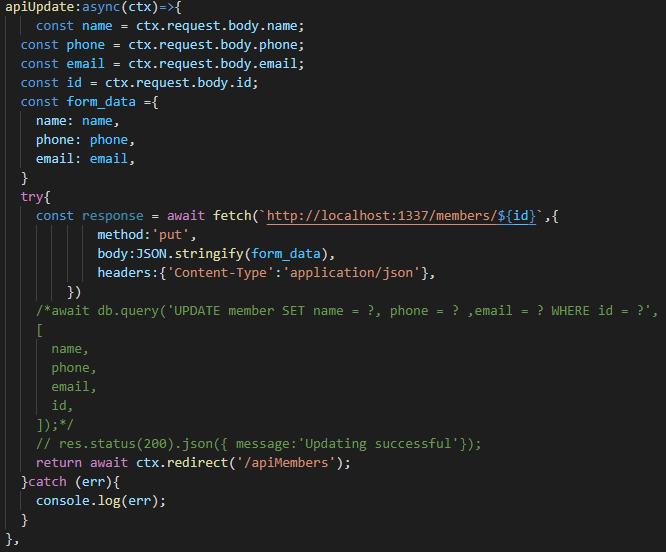 apiUpdate:async(ctx)=>{
    const name = ctx.request.body.name;
  const phone = ctx.request.body.phone;
  const email = ctx.request.body.email;
  const id = ctx.request.body.id;
  const form_data ={
    name: name,
    phone: phone,
    email: email,
  }
  try{
    const response = await fetch(`http://localhost:1337/members/${id}`,{
            method:'put',
            body:JSON.stringify(form_data),
            headers:{'Content-Type':'application/json'},
        })
    /*await db.query('UPDATE member SET name = ?, phone = ? ,email = ? WHERE id = ?',
    [
      name,
      phone,
      email,
      id,
    ]);*/
    // res.status(200).json({ message:'Updating successful'});
    return await ctx.redirect('/apiMembers');
  }catch (err){
    console.log(err);
  }
},